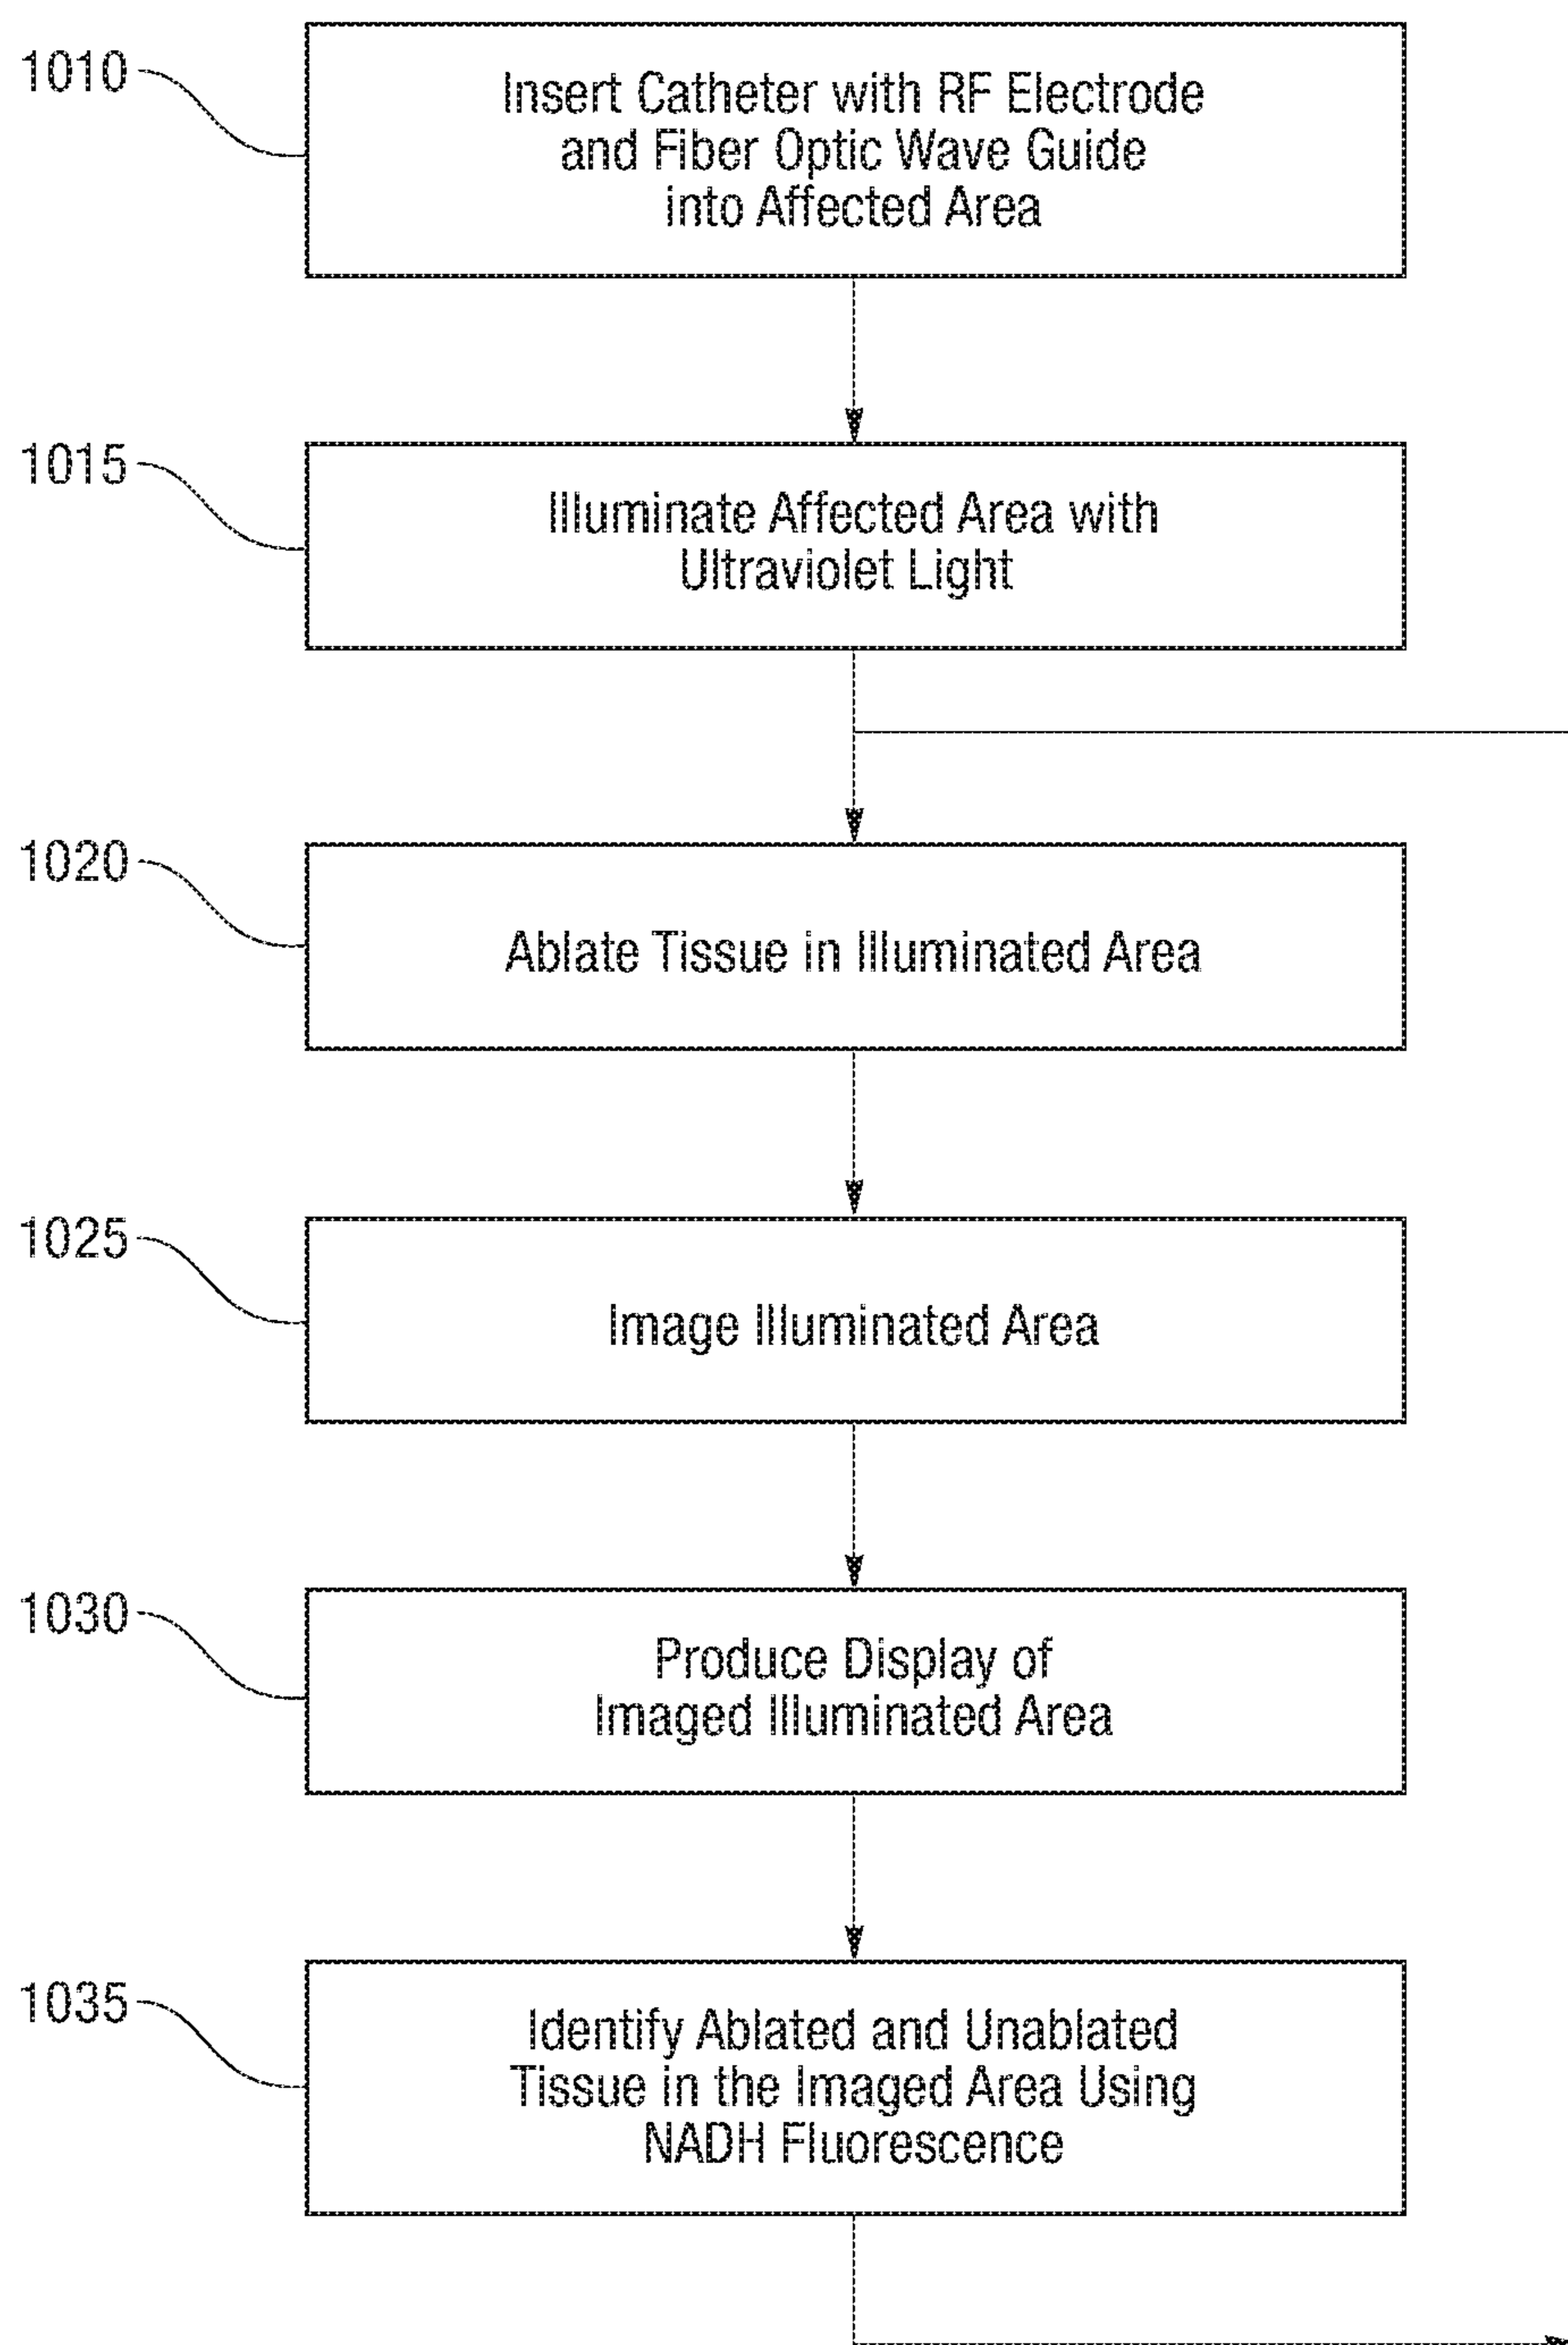 1010
Insert Catheter with RF Electrode
and Fiber Optic Wave Guide
into Affected Area
1015
Illuminate Affected Area with
Ultraviolet Light
1020
Ablate Tissue in Illuminated Area
1025
Image Illuminated Area
1030
Produce Display of
Imaged Illuminated Area
1035
Identify Ablated and Unablated
Tissue in the Imaged Area Using
NADH Fluorescence